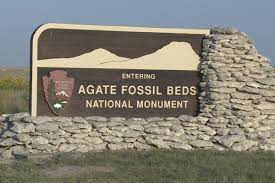 ENTERING
AGATE FOSSIL BEDS
NATIONAL MONUMENT